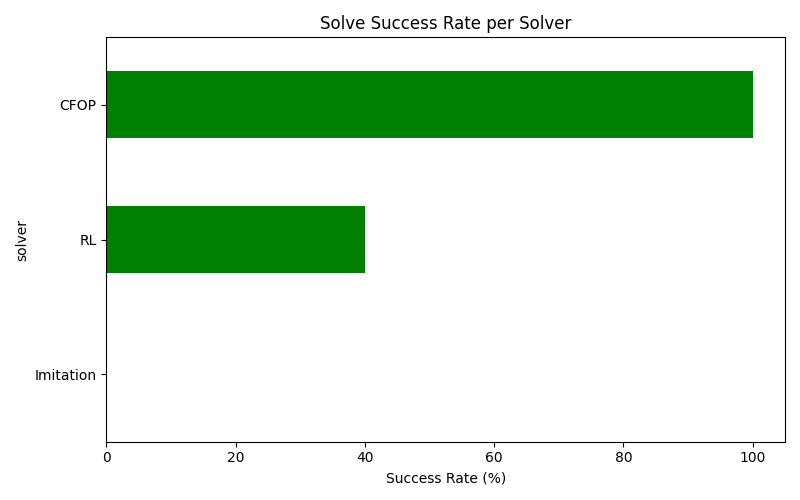 Solve Success Rate per Solver
CFOP
RL
Imitation
solver
0 20 40 60 80 100
Success Rate (%)